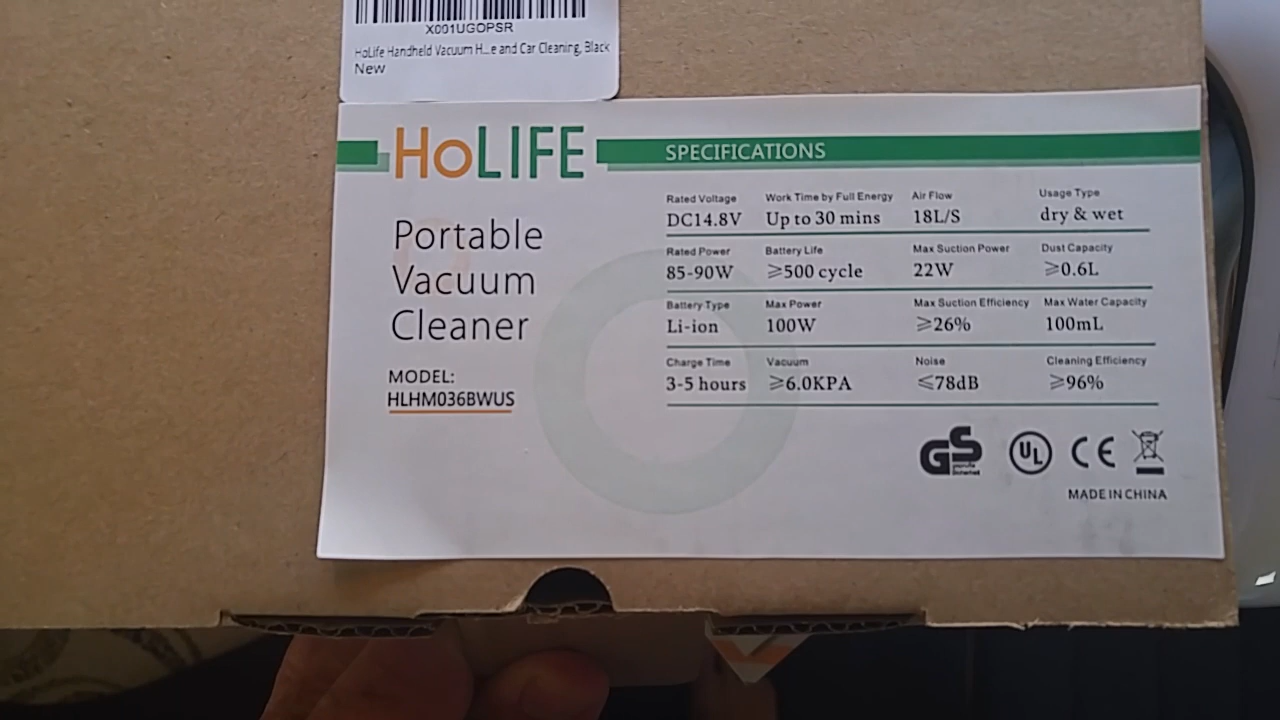 X001UGOPSR
HoLife Handheld Vacuum H...e and Car Cleaning, Black
New
HoLIFE
SPECIFICATIONS
Portable
Vacuum
Cleaner
MODEL:
HLHM036BWUS
Rated Voltage Work Time by Full Energy Air Flow Usage Type
DC14.8V Up to 30 mins 18L/S dry & wet
Rated Power Battery Life Max Suction Power Dust Capacity
85-90W ≥500 cycle 22W ≥0.6L
Battery Type Max Power Max Suction Efficiency Max Water Capacity
Li-ion 100W ≥26% 100mL
Charge Time Vacuum Noise Cleaning Efficiency
3-5 hours ≥6.0KPA ≤78dB ≥96%
GS geprüfte Sicherheit UL CE
MADE IN CHINA